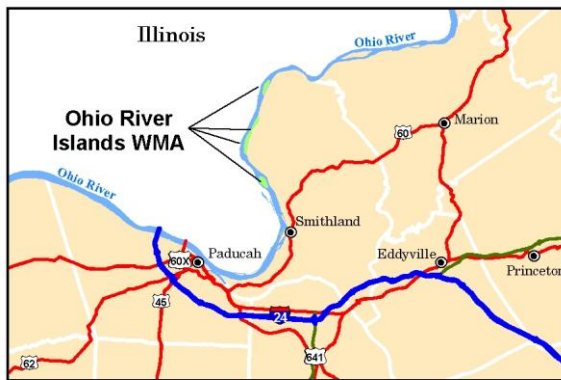 Illinois
Ohio River
Ohio River
Islands WMA
60
Marion
Ohio River
Smithland
60X
Paducah
Eddyville
Princeton
45
24
62
641